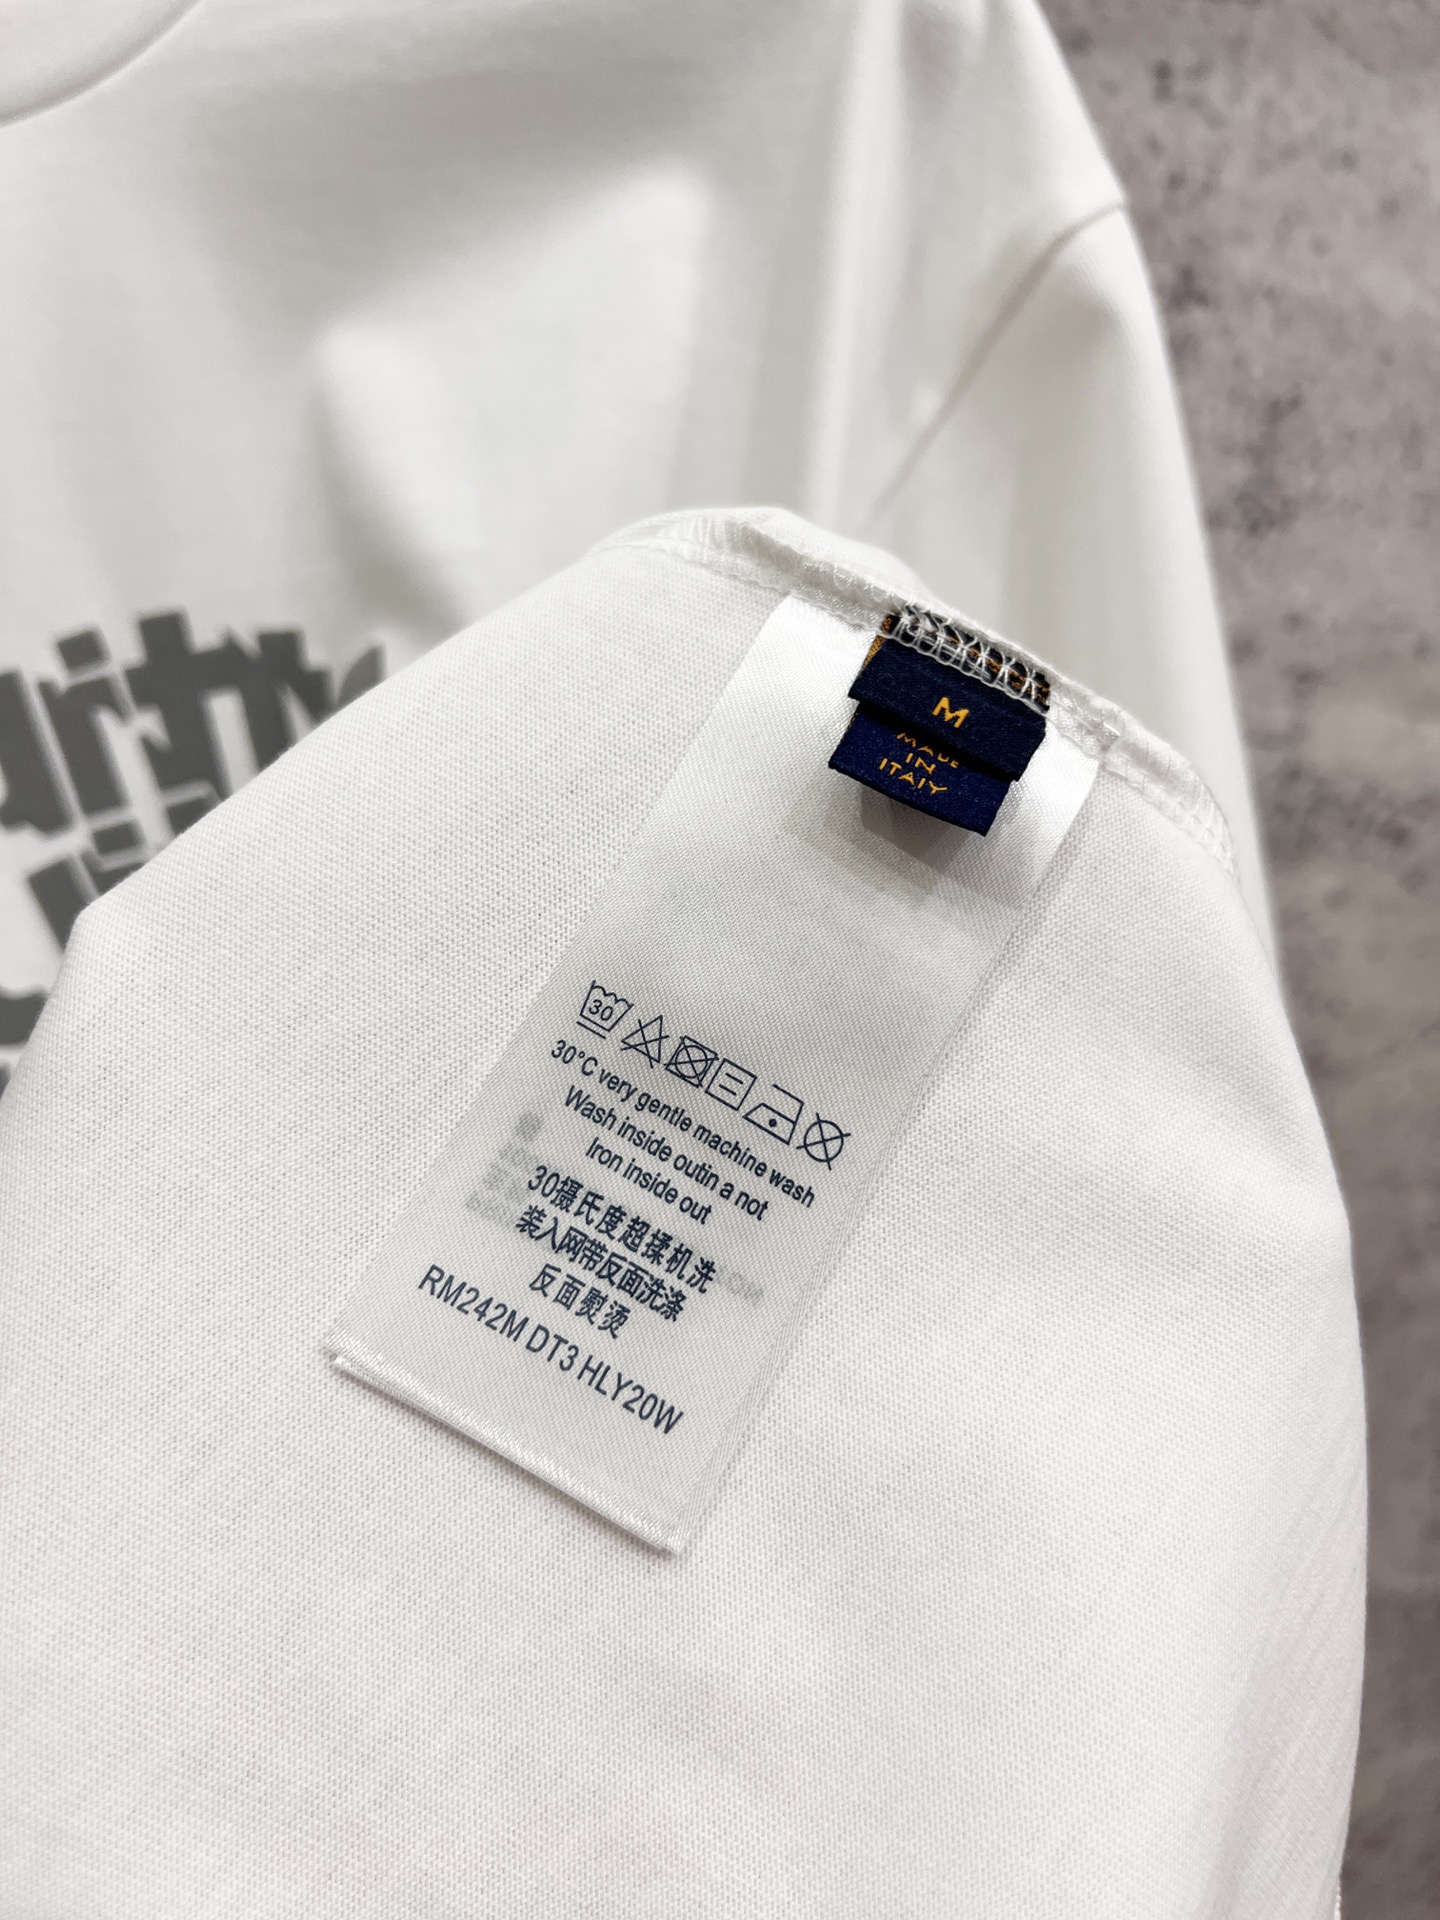 M
MADE
IN
ITAIY
30
30°C very gentle machine wash
Wash inside outin a not
Iron inside out
30摄氏度超揉机洗
装入网带反面洗涤
反面熨烫
RM242M DT3 HLY20W